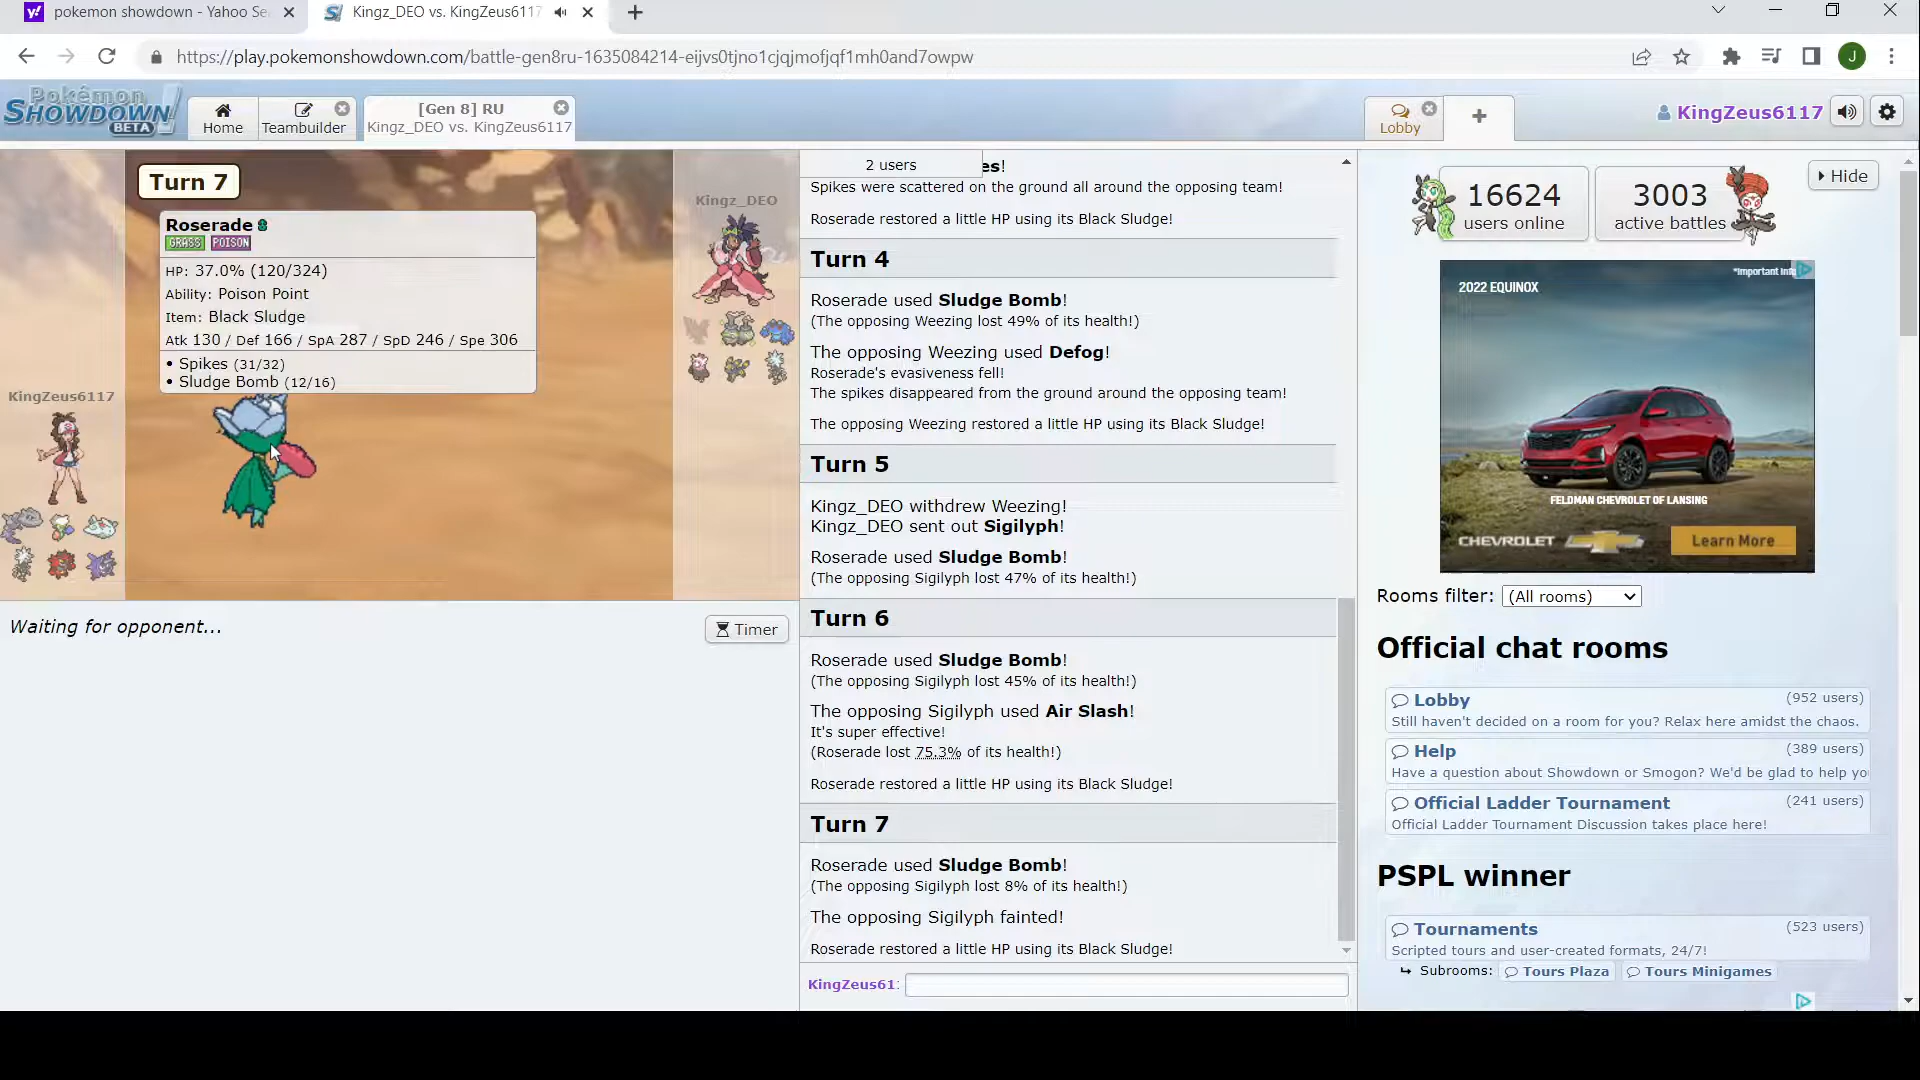 pokemon showdown - Yahoo Se
Kingz_DEO vs. KingZeus6117
https://play.pokemonshowdown.com/battle-gen8ru-1635084214-eijvs0tjno1cjqjmofjqf1mh0and7owpw
J
Pokémon
SHOWDOWN!
BETA
Home
Teambuilder
[Gen 8] RU
Kingz_DEO vs. KingZeus6117
Lobby
KingZeus6117
Turn 7
Roserade
GRASS POISON
HP: 37.0% (120/324)
Ability: Poison Point
Item: Black Sludge
Atk 130 / Def 166 / SpA 287 / SpD 246 / Spe 306
• Spikes (31/32)
• Sludge Bomb (12/16)
Kingz_DEO
KingZeus6117
Waiting for opponent...
Timer
2 users
es!
Spikes were scattered on the ground all around the opposing team!
Roserade restored a little HP using its Black Sludge!
Turn 4
Roserade used Sludge Bomb!
(The opposing Weezing lost 49% of its health!)
The opposing Weezing used Defog!
Roserade's evasiveness fell!
The spikes disappeared from the ground around the opposing team!
The opposing Weezing restored a little HP using its Black Sludge!
Turn 5
Kingz_DEO withdrew Weezing!
Kingz_DEO sent out Sigilyph!
Roserade used Sludge Bomb!
(The opposing Sigilyph lost 47% of its health!)
Turn 6
Roserade used Sludge Bomb!
(The opposing Sigilyph lost 45% of its health!)
The opposing Sigilyph used Air Slash!
It's super effective!
(Roserade lost 75.3% of its health!)
Roserade restored a little HP using its Black Sludge!
Turn 7
Roserade used Sludge Bomb!
(The opposing Sigilyph lost 8% of its health!)
The opposing Sigilyph fainted!
Roserade restored a little HP using its Black Sludge!
KingZeus61:
16624
users online
3003
active battles
Hide
*Important Inf
2022 EQUINOX
FELDMAN CHEVROLET OF LANSING
CHEVROLET
Learn More
Rooms filter: (All rooms)
Official chat rooms
Lobby (952 users)
Still haven't decided on a room for you? Relax here amidst the chaos.
Help (389 users)
Have a question about Showdown or Smogon? We'd be glad to help yo
Official Ladder Tournament (241 users)
Official Ladder Tournament Discussion takes place here!
PSPL winner
Tournaments (523 users)
Scripted tours and user-created formats, 24/7!
Subrooms: Tours Plaza Tours Minigames